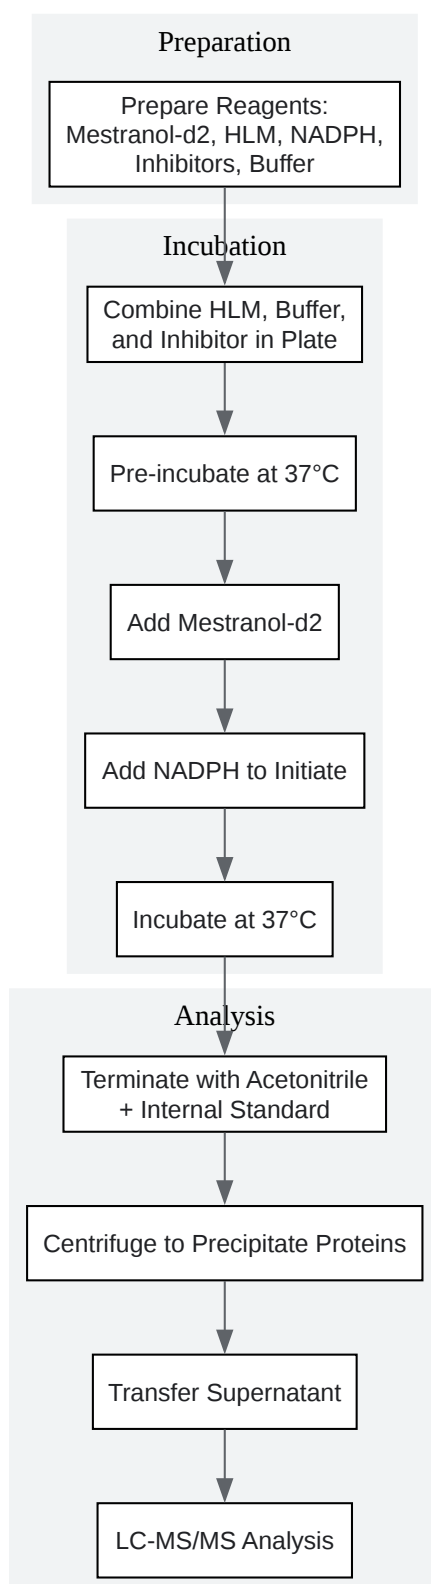 Preparation
Prepare Reagents:
Mestranol-d2, HLM, NADPH,
Inhibitors, Buffer
Incubation
Combine HLM, Buffer,
and Inhibitor in Plate
Pre-incubate at 37°C
Add Mestranol-d2
Add NADPH to Initiate
Incubate at 37°C
Analysis
Terminate with Acetonitrile
+ Internal Standard
Centrifuge to Precipitate Proteins
Transfer Supernatant
LC-MS/MS Analysis